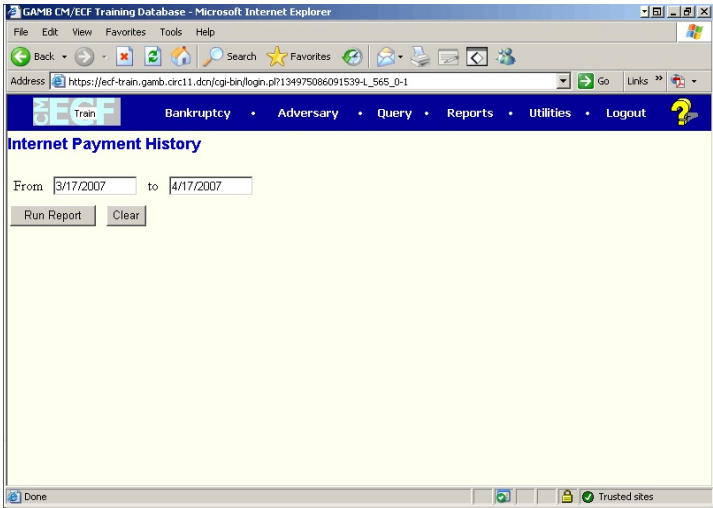 GAMB CM/ECF Training Database - Microsoft Internet Explorer
File Edit View Favorites Tools Help
Back Search Favorites
Address https://ecf-train.gamb.circ11.dcn/cgi-bin/login.pl?134975086091539-L_565_0-1 Go Links »
CM ECF Train Bankruptcy • Adversary • Query • Reports • Utilities • Logout ?
Internet Payment History
From 3/17/2007 to 4/17/2007
Run Report Clear
Done Trusted sites